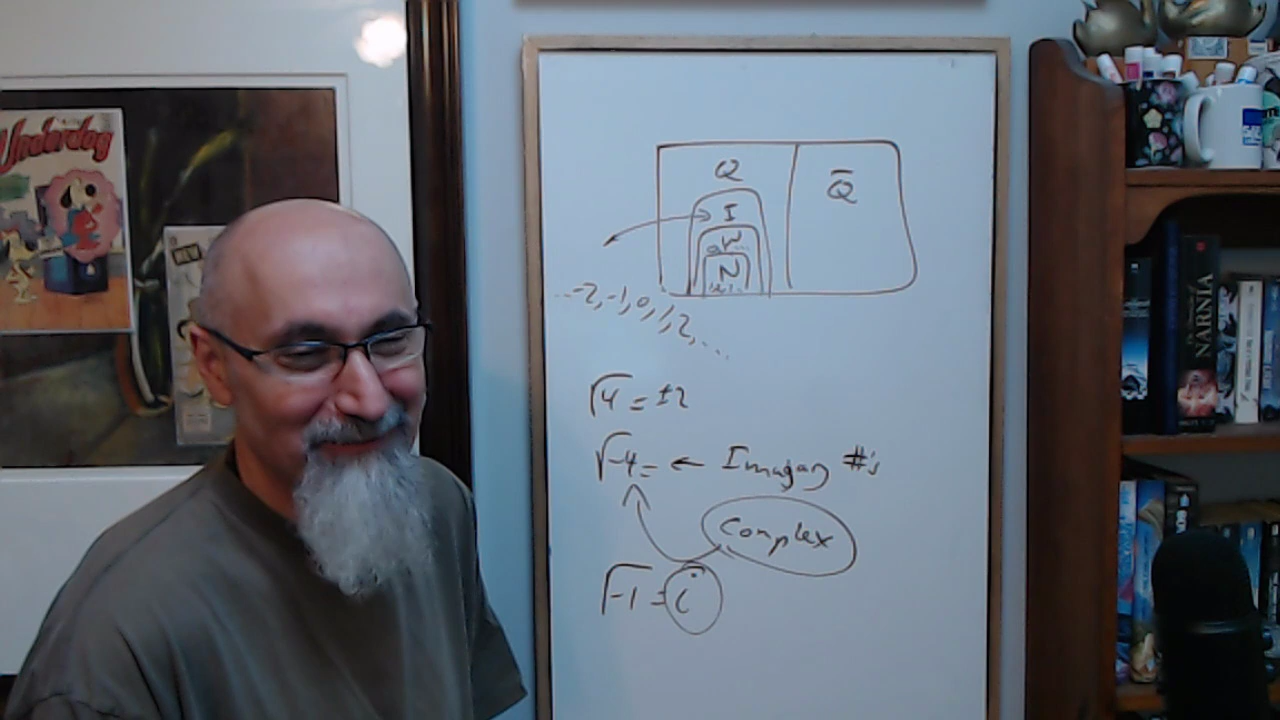 Underdog
Q
Q̅
I
W
N
...-2,-1,0,1,2,...
√4 = ±2
√-4 = ← Imagary #'s
Complex
√-1 = i
NARNIA